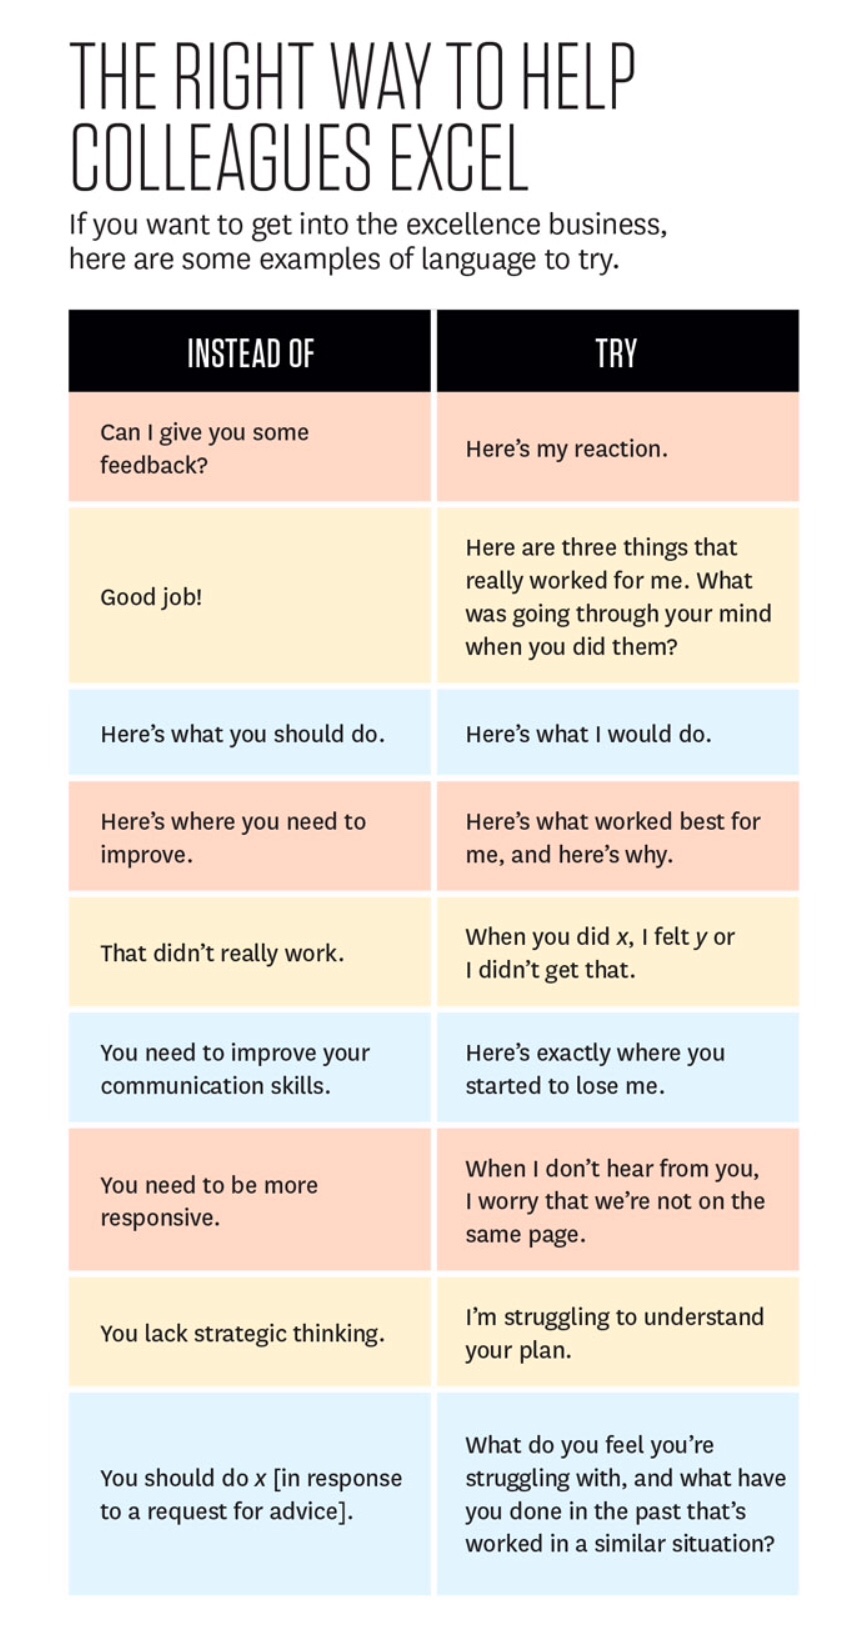 THE RIGHT WAY TO HELP
COLLEAGUES EXCEL
If you want to get into the excellence business,
here are some examples of language to try.
INSTEAD OF
TRY
Can I give you some
feedback?
Here’s my reaction.
Good job!
Here are three things that
really worked for me. What
was going through your mind
when you did them?
Here’s what you should do.
Here’s what I would do.
Here’s where you need to
improve.
Here’s what worked best for
me, and here’s why.
That didn’t really work.
When you did x, I felt y or
I didn’t get that.
You need to improve your
communication skills.
Here’s exactly where you
started to lose me.
You need to be more
responsive.
When I don’t hear from you,
I worry that we’re not on the
same page.
You lack strategic thinking.
I’m struggling to understand
your plan.
You should do x [in response
to a request for advice].
What do you feel you’re
struggling with, and what have
you done in the past that’s
worked in a similar situation?